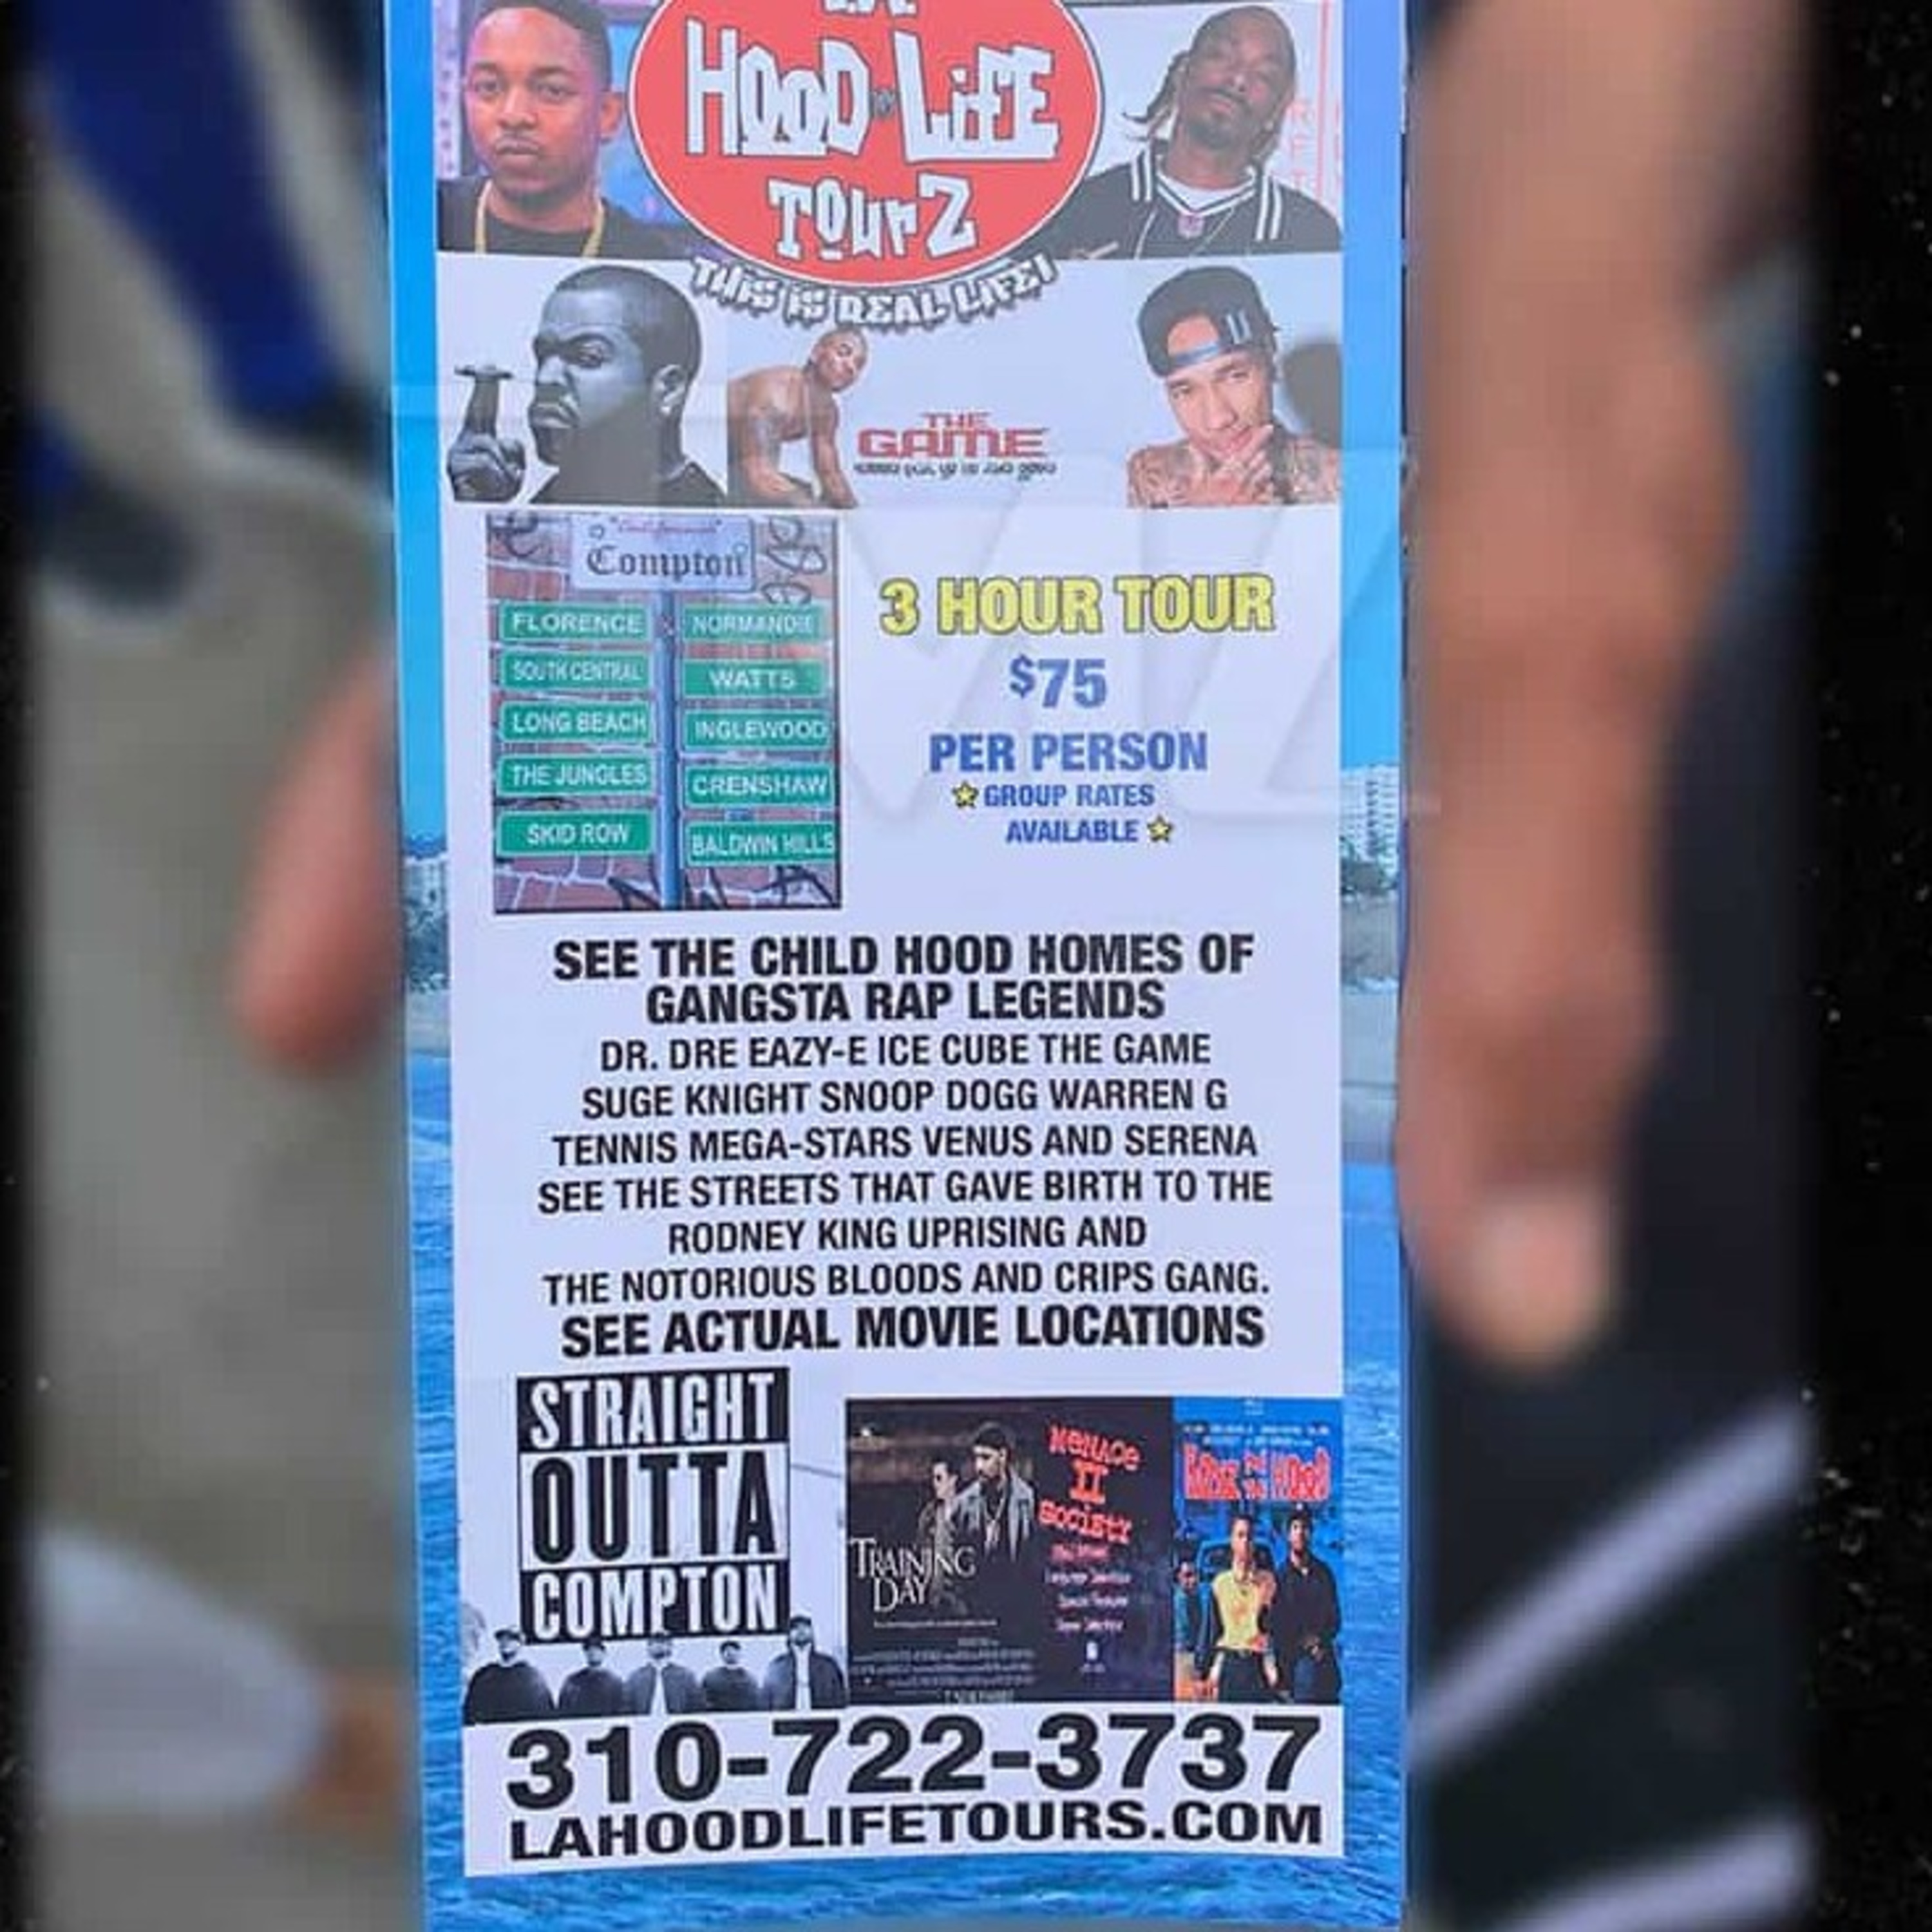 LA
HOOD LiFE
TOurZ
THIS IS REAL LIFE!
THE
GAME
Compton
FLORENCE
NORMANDIE
SOUTH CENTRAL
WATTS
LONG BEACH
INGLEWOOD
THE JUNGLES
CRENSHAW
SKID ROW
BALDWIN HILLS
3 HOUR TOUR
$75
PER PERSON
GROUP RATES
AVAILABLE
SEE THE CHILD HOOD HOMES OF
GANGSTA RAP LEGENDS
DR. DRE EAZY-E ICE CUBE THE GAME
SUGE KNIGHT SNOOP DOGG WARREN G
TENNIS MEGA-STARS VENUS AND SERENA
SEE THE STREETS THAT GAVE BIRTH TO THE
RODNEY KING UPRISING AND
THE NOTORIOUS BLOODS AND CRIPS GANG.
SEE ACTUAL MOVIE LOCATIONS
STRAIGHT
OUTTA
COMPTON
TRAINING
DAY
MENACE
II
SOCIETY
BOYZ N THE HOOD
310-722-3737
LAHOODLIFETOURS.COM